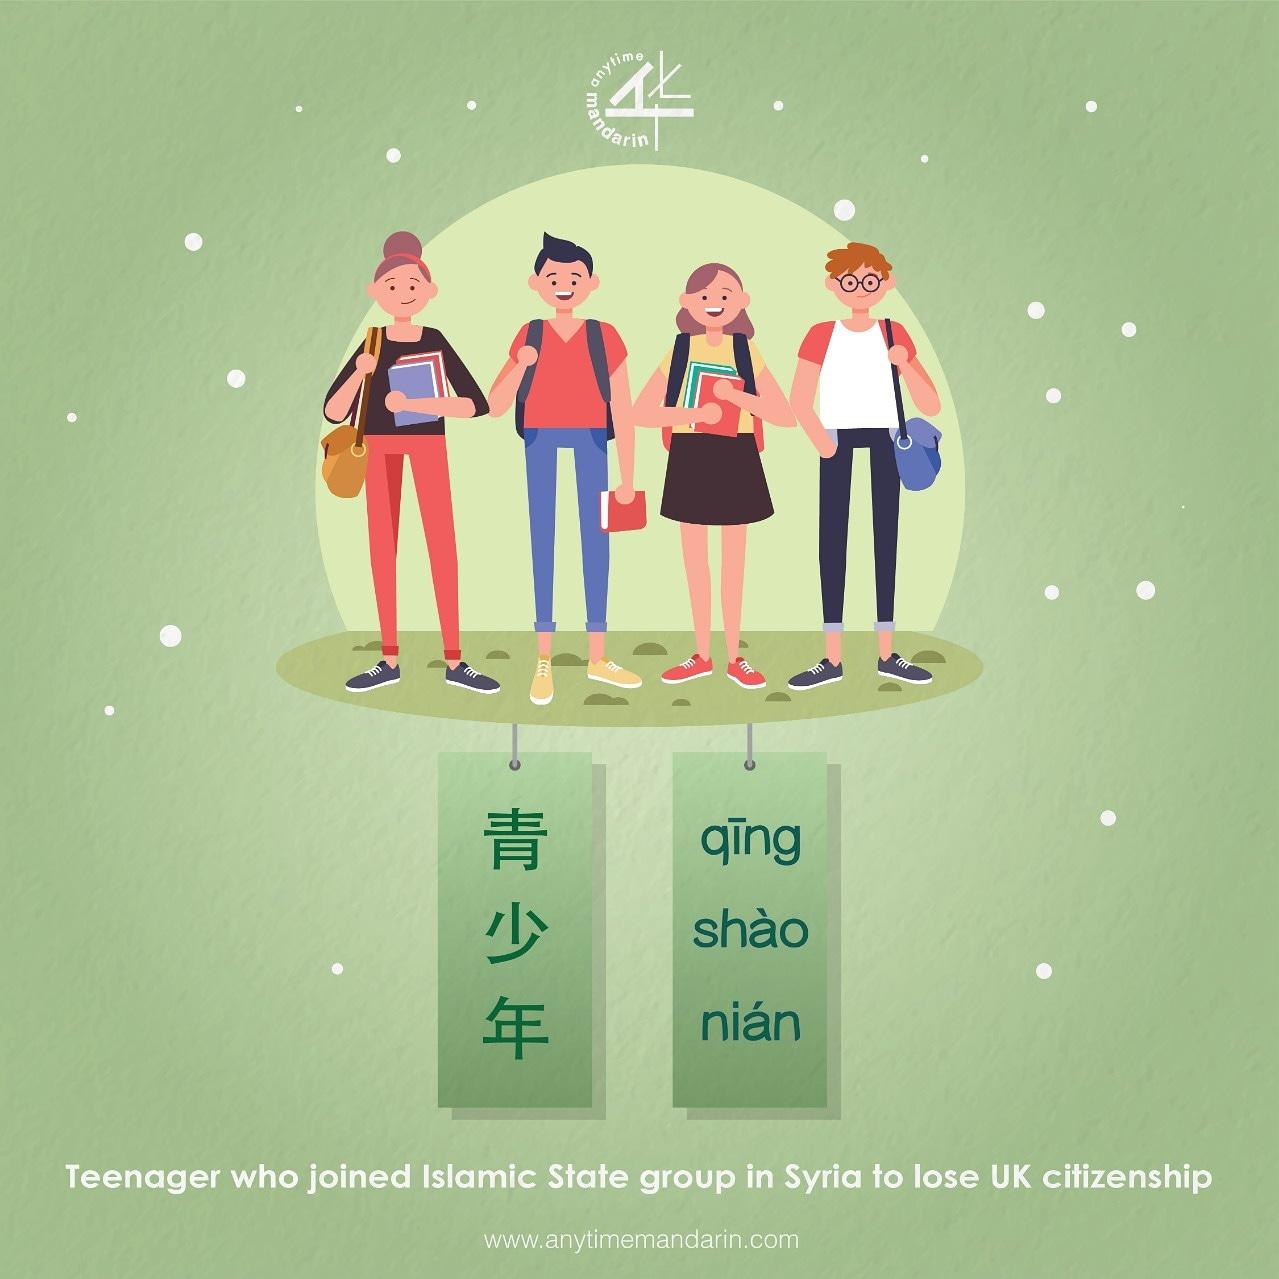 anytime mandarin
青
少
年
qīng
shào
nián
Teenager who joined Islamic State group in Syria to lose UK citizenship
www.anytimemandarin.com